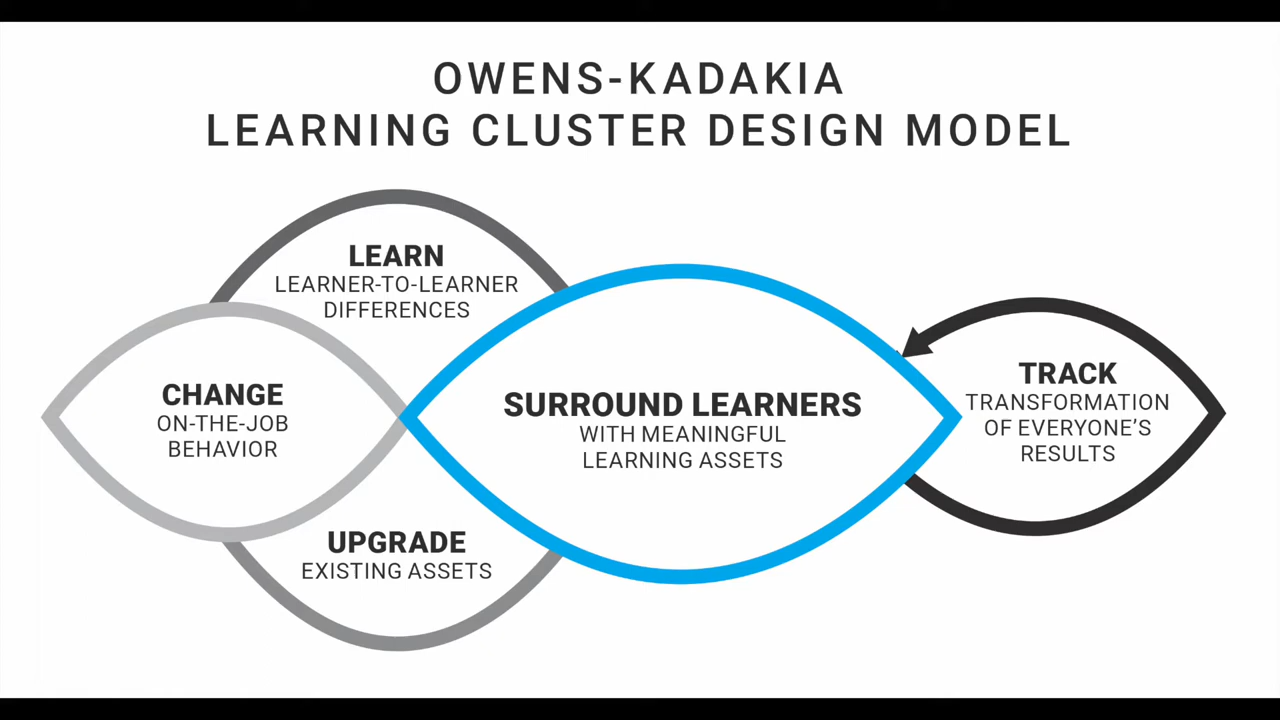 OWENS-KADAKIA
LEARNING CLUSTER DESIGN MODEL
LEARN
LEARNER-TO-LEARNER
DIFFERENCES
CHANGE
ON-THE-JOB
BEHAVIOR
SURROUND LEARNERS
WITH MEANINGFUL
LEARNING ASSETS
TRACK
TRANSFORMATION
OF EVERYONE’S
RESULTS
UPGRADE
EXISTING ASSETS